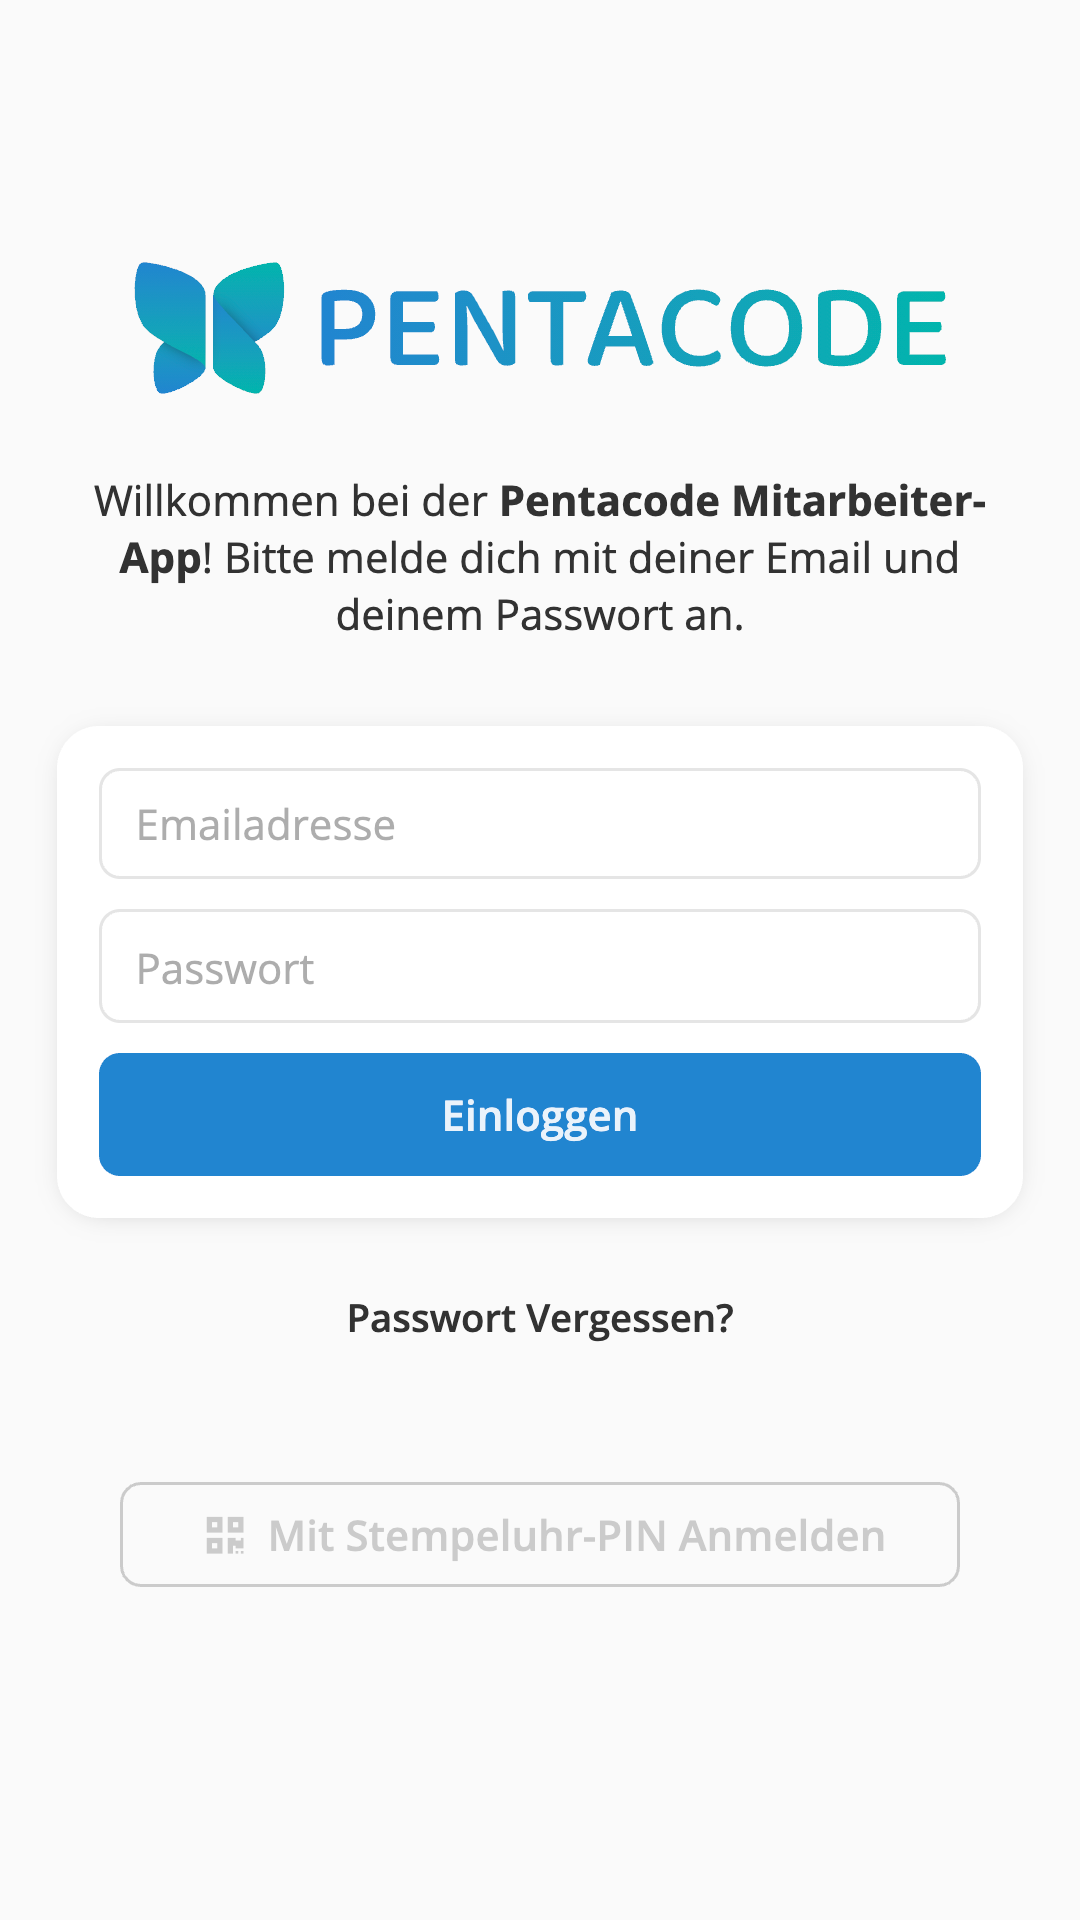 PENTACODE
Willkommen bei der Pentacode Mitarbeiter-
App! Bitte melde dich mit deiner Email und
deinem Passwort an.
Emailadresse
Passwort
Einloggen
Passwort Vergessen?
Mit Stempeluhr-PIN Anmelden